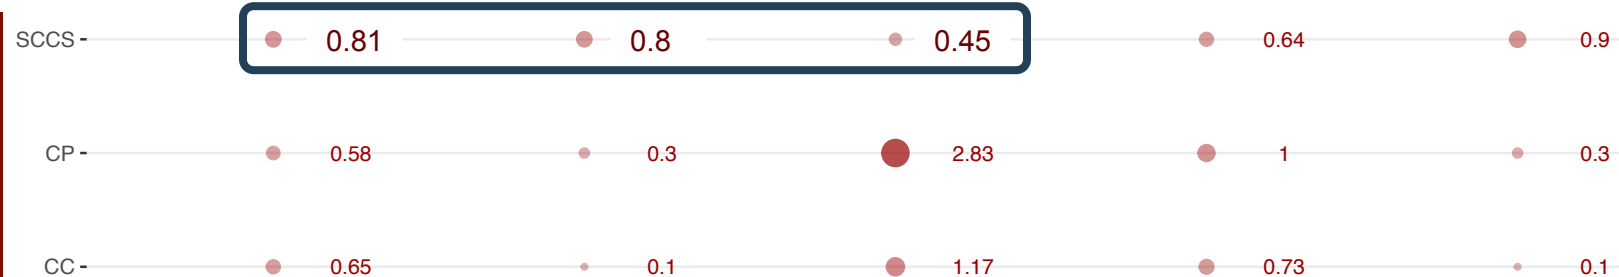 SCCS 0.81 0.8 0.45 0.64 0.9
CP 0.58 0.3 2.83 1 0.3
CC 0.65 0.1 1.17 0.73 0.1